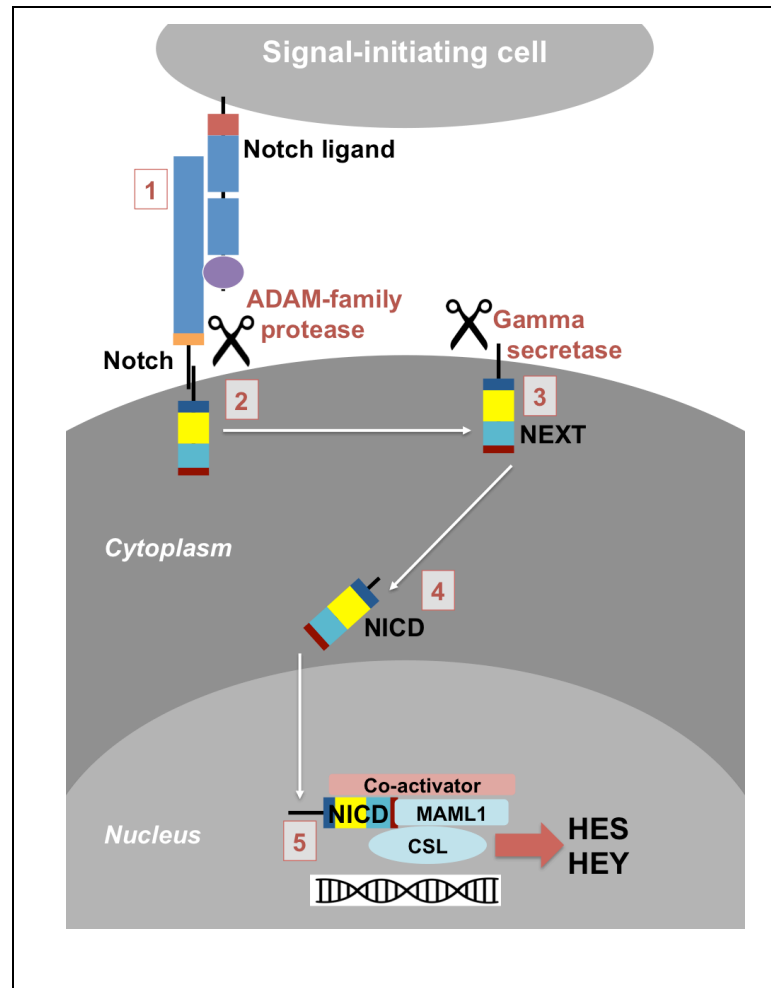 Signal-initiating cell
Notch ligand
1
ADAM-family
protease
Gamma
secretase
Notch
2
3
NEXT
Cytoplasm
4
NICD
Co-activator
NICD
MAML1
Nucleus
5
CSL
HES
HEY